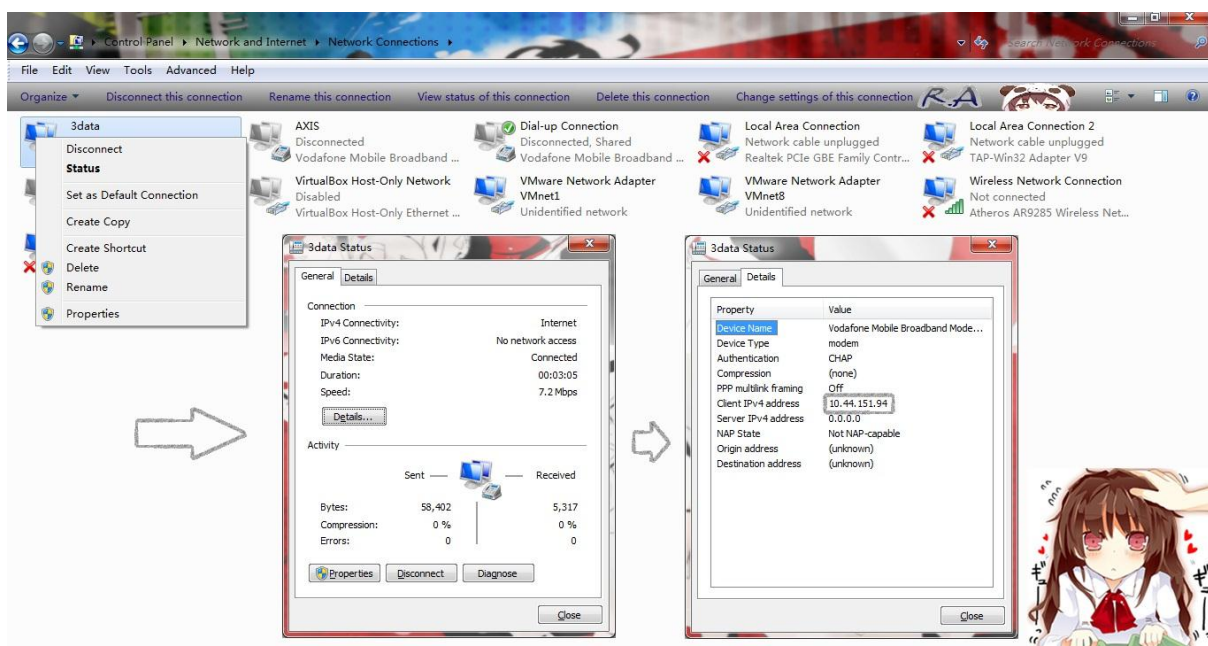 Control Panel ▸ Network and Internet ▸ Network Connections ▸
Search Network Connections
File Edit View Tools Advanced Help
Organize Disconnect this connection Rename this connection View status of this connection Delete this connection Change settings of this connection R.A
3data
AXIS
Disconnected
Vodafone Mobile Broadband ...
Dial-up Connection
Disconnected, Shared
Vodafone Mobile Broadband ...
Local Area Connection
Network cable unplugged
Realtek PCIe GBE Family Contr...
Local Area Connection 2
Network cable unplugged
TAP-Win32 Adapter V9
VirtualBox Host-Only Network
Disabled
VirtualBox Host-Only Ethernet ...
VMware Network Adapter
VMnet1
Unidentified network
VMware Network Adapter
VMnet8
Unidentified network
Wireless Network Connection
Not connected
Atheros AR9285 Wireless Net...
Disconnect
Status
Set as Default Connection
Create Copy
Create Shortcut
Delete
Rename
Properties
3data Status
General Details
Connection
IPv4 Connectivity: Internet
IPv6 Connectivity: No network access
Media State: Connected
Duration: 00:03:05
Speed: 7.2 Mbps
Details...
Activity
Sent — — Received
Bytes: 58,402 5,317
Compression: 0 % 0 %
Errors: 0 0
Properties Disconnect Diagnose
Close
3data Status
General Details
Property Value
Device Name Vodafone Mobile Broadband Mode...
Device Type modem
Authentication CHAP
Compression (none)
PPP multilink framing Off
Client IPv4 address 10.44.151.94
Server IPv4 address 0.0.0.0
NAP State Not NAP-capable
Origin address (unknown)
Destination address (unknown)
Close
ギュー
ギュー